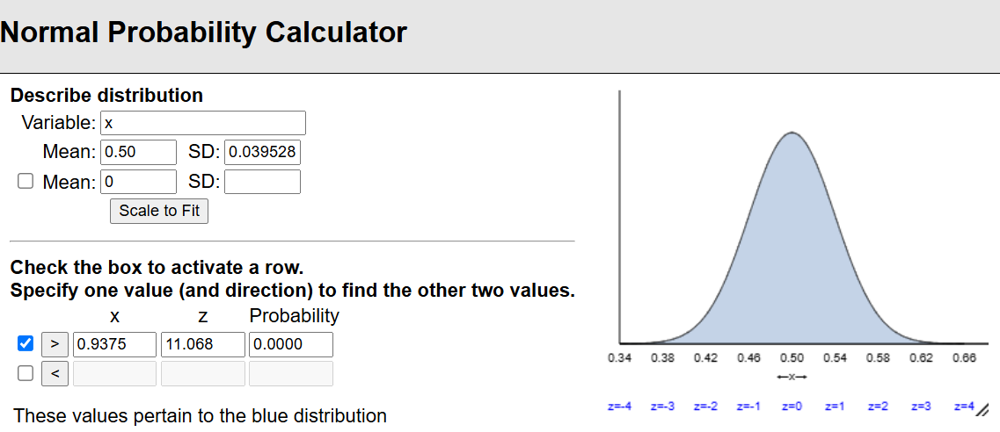 Normal Probability Calculator
Describe distribution
Variable: x
Mean: 0.50 SD: 0.039528
Mean: 0 SD:
Scale to Fit
Check the box to activate a row.
Specify one value (and direction) to find the other two values.
x z Probability
> 0.9375 11.068 0.0000
<
These values pertain to the blue distribution
0.34 0.38 0.42 0.46 0.50 0.54 0.58 0.62 0.66
←x→
z=-4 z=-3 z=-2 z=-1 z=0 z=1 z=2 z=3 z=4